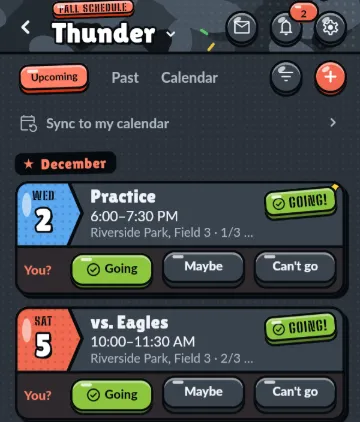 FALL SCHEDULE
Thunder
2
Upcoming
Past
Calendar
Sync to my calendar
★ December
WED
2
Practice
6:00–7:30 PM
Riverside Park, Field 3 · 1/3 ...
GOING!
You?
Going
Maybe
Can't go
SAT
5
vs. Eagles
10:00–11:30 AM
Riverside Park, Field 3 · 2/3 ...
GOING!
You?
Going
Maybe
Can't go